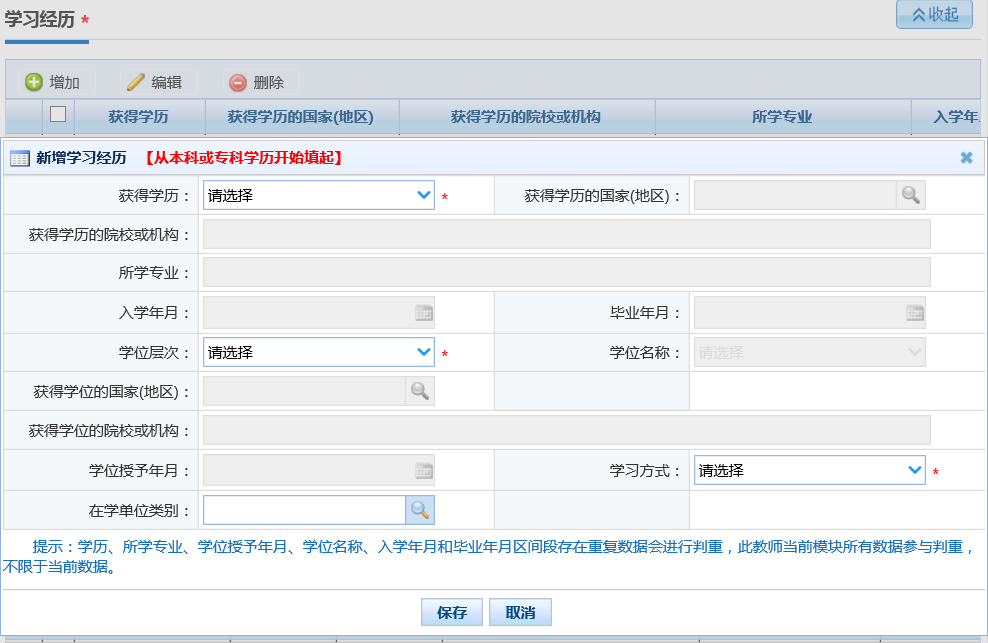 学习经历 *
收起
增加 编辑 删除
获得学历 获得学历的国家(地区) 获得学历的院校或机构 所学专业 入学年
新增学习经历 【从本科或专科学历开始填起】
获得学历： 请选择 * 获得学历的国家(地区)：
获得学历的院校或机构：
所学专业：
入学年月： 毕业年月：
学位层次： 请选择 * 学位名称： 请选择
获得学位的国家(地区)：
获得学位的院校或机构：
学位授予年月： 学习方式： 请选择 *
在学单位类别：
提示：学历、所学专业、学位授予年月、学位名称、入学年月和毕业年月区间段存在重复数据会进行判重，此教师当前模块所有数据参与判重，
不限于当前数据。
保存 取消